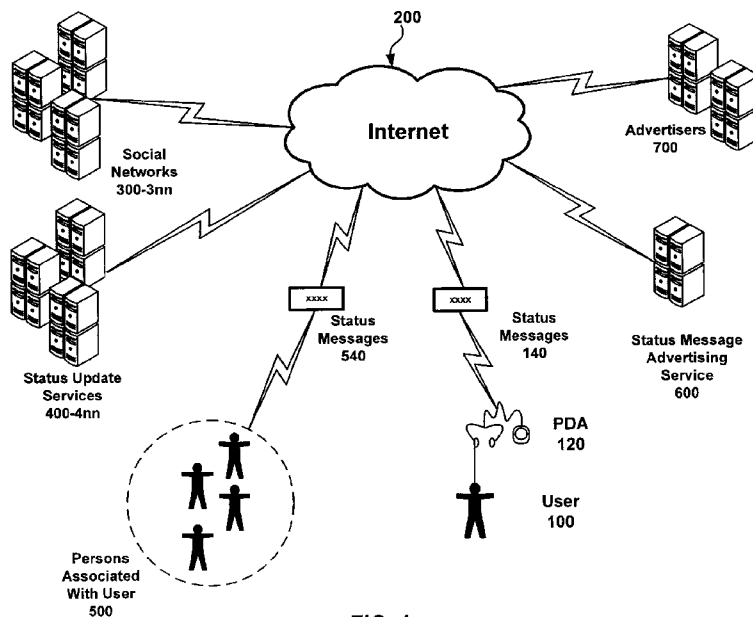 200
Internet
Social
Networks
300-3nn
Advertisers
700
xxxx
Status
Messages
540
xxxx
Status
Messages
140
Status Update
Services
400-4nn
Status Message
Advertising
Service
600
PDA
120
User
100
Persons
Associated
With User
500